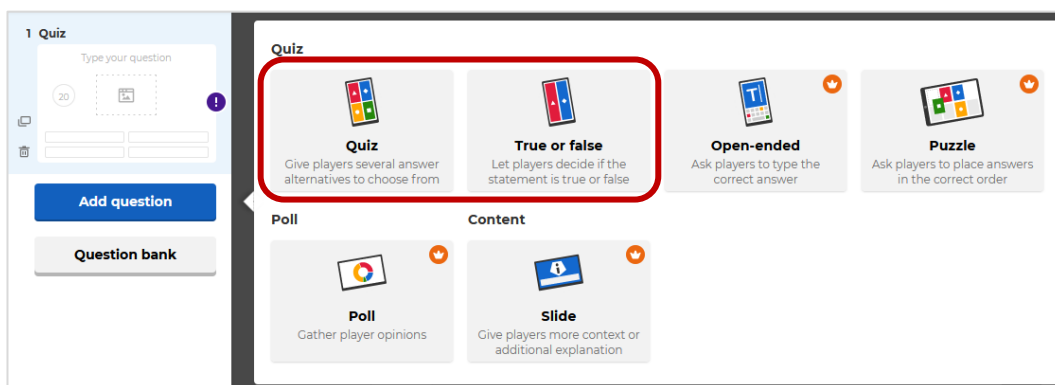 1 Quiz
Type your question
20
!
Add question
Question bank
Quiz
Quiz
Give players several answer
alternatives to choose from
True or false
Let players decide if the
statement is true or false
T
Open-ended
Ask players to type the
correct answer
Puzzle
Ask players to place answers
in the correct order
Poll
Content
Poll
Gather player opinions
i
Slide
Give players more context or
additional explanation